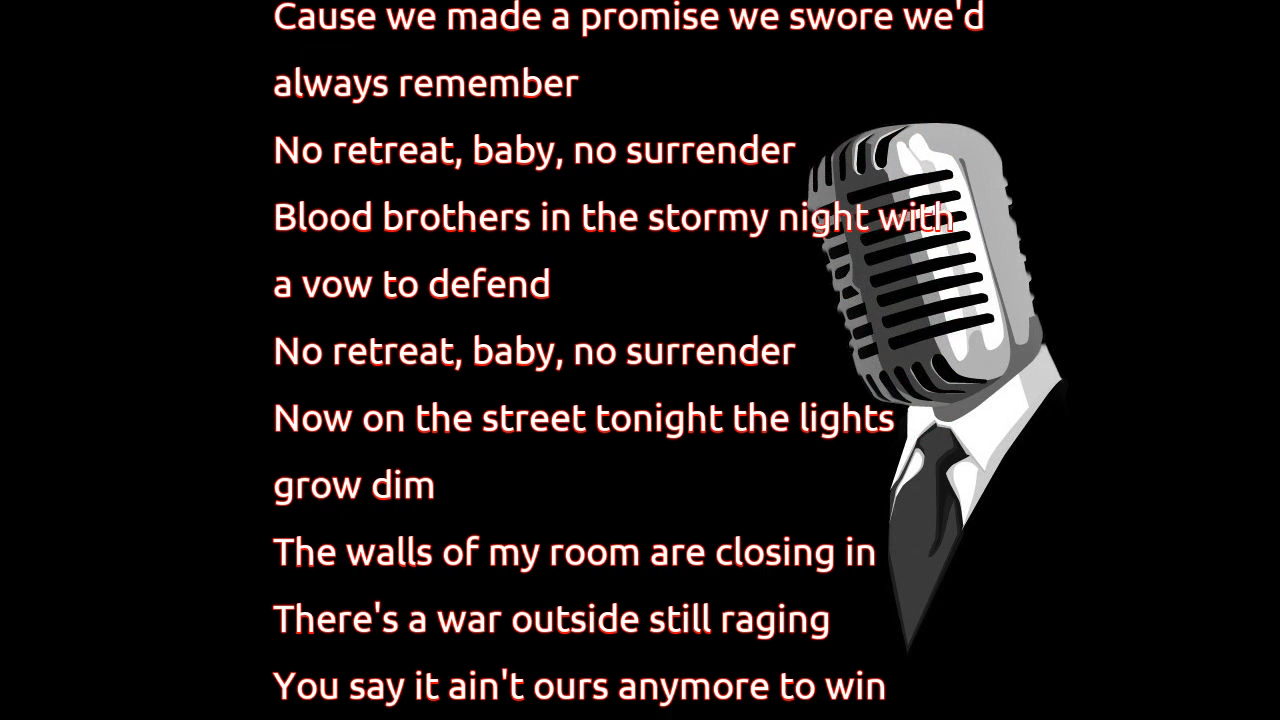 Cause we made a promise we swore we'd
always remember
No retreat, baby, no surrender
Blood brothers in the stormy night with
a vow to defend
No retreat, baby, no surrender
Now on the street tonight the lights
grow dim
The walls of my room are closing in
There's a war outside still raging
You say it ain't ours anymore to win